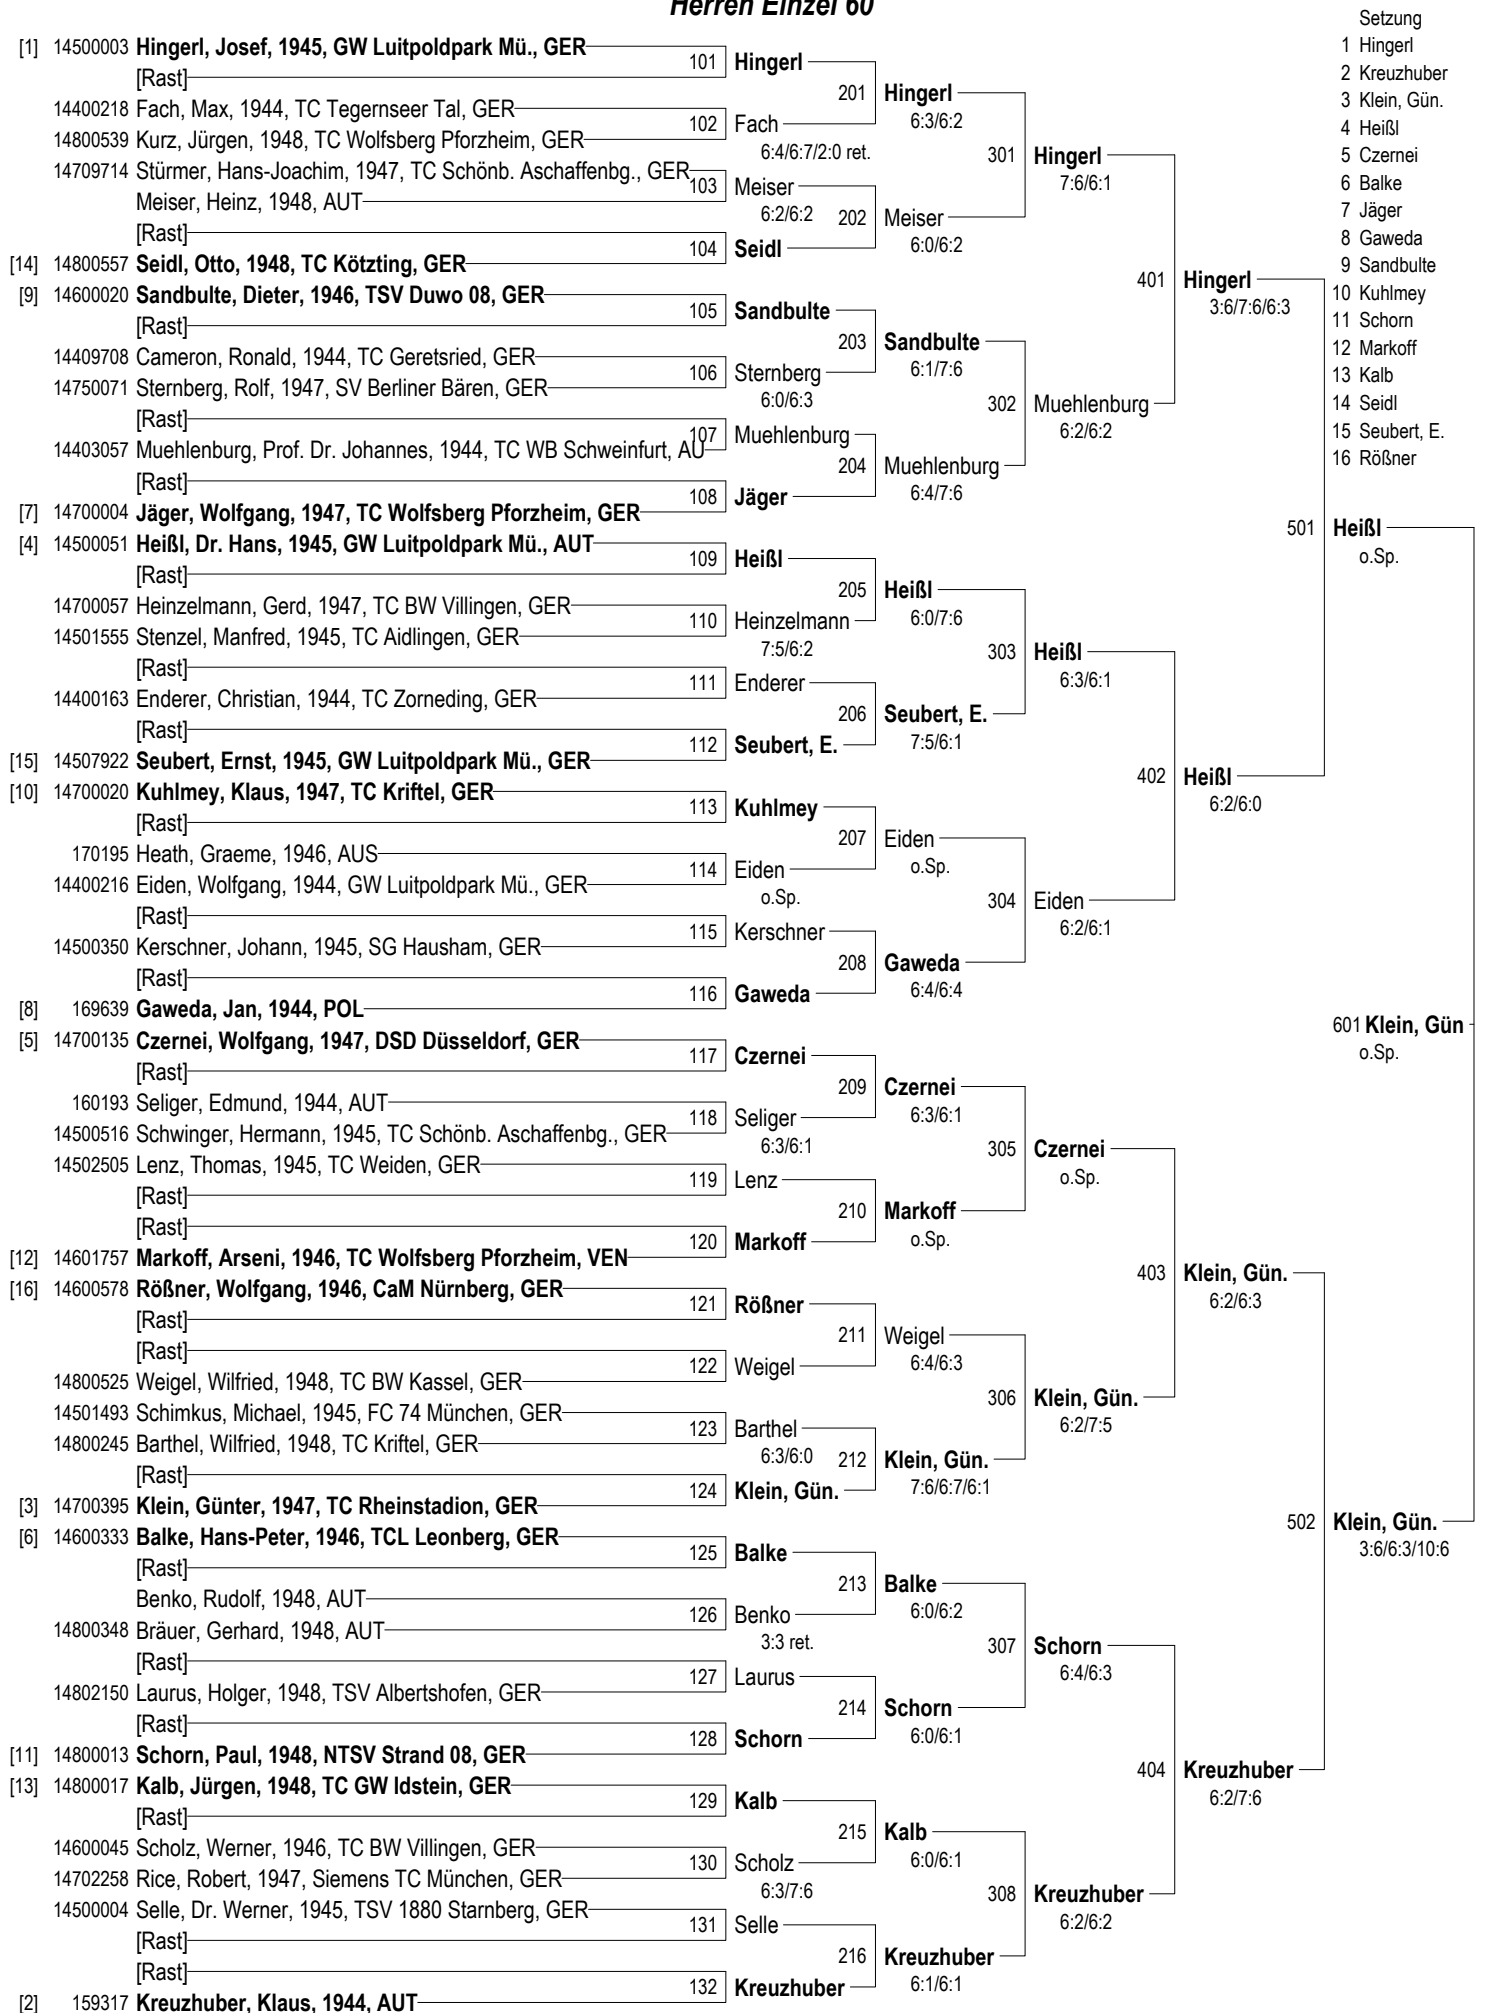 Herren Einzel 60
Setzung
1 Hingerl
2 Kreuzhuber
3 Klein, Gün.
4 Heißl
5 Czernei
6 Balke
7 Jäger
8 Gaweda
9 Sandbulte
10 Kuhlmey
11 Schorn
12 Markoff
13 Kalb
14 Seidl
15 Seubert, E.
16 Rößner
[1] 14500003 Hingerl, Josef, 1945, GW Luitpoldpark Mü., GER
[Rast]
14400218 Fach, Max, 1944, TC Tegernseer Tal, GER
14800539 Kurz, Jürgen, 1948, TC Wolfsberg Pforzheim, GER
14709714 Stürmer, Hans-Joachim, 1947, TC Schönb. Aschaffenbg., GER
Meiser, Heinz, 1948, AUT
[Rast]
[14] 14800557 Seidl, Otto, 1948, TC Kötzting, GER
[9] 14600020 Sandbulte, Dieter, 1946, TSV Duwo 08, GER
[Rast]
14409708 Cameron, Ronald, 1944, TC Geretsried, GER
14750071 Sternberg, Rolf, 1947, SV Berliner Bären, GER
[Rast]
14403057 Muehlenburg, Prof. Dr. Johannes, 1944, TC WB Schweinfurt, AU
[Rast]
[7] 14700004 Jäger, Wolfgang, 1947, TC Wolfsberg Pforzheim, GER
[4] 14500051 Heißl, Dr. Hans, 1945, GW Luitpoldpark Mü., AUT
[Rast]
14700057 Heinzelmann, Gerd, 1947, TC BW Villingen, GER
14501555 Stenzel, Manfred, 1945, TC Aidlingen, GER
[Rast]
14400163 Enderer, Christian, 1944, TC Zorneding, GER
[Rast]
[15] 14507922 Seubert, Ernst, 1945, GW Luitpoldpark Mü., GER
[10] 14700020 Kuhlmey, Klaus, 1947, TC Kriftel, GER
[Rast]
170195 Heath, Graeme, 1946, AUS
14400216 Eiden, Wolfgang, 1944, GW Luitpoldpark Mü., GER
[Rast]
14500350 Kerschner, Johann, 1945, SG Hausham, GER
[Rast]
[8] 169639 Gaweda, Jan, 1944, POL
[5] 14700135 Czernei, Wolfgang, 1947, DSD Düsseldorf, GER
[Rast]
160193 Seliger, Edmund, 1944, AUT
14500516 Schwinger, Hermann, 1945, TC Schönb. Aschaffenbg., GER
14502505 Lenz, Thomas, 1945, TC Weiden, GER
[Rast]
[Rast]
[12] 14601757 Markoff, Arseni, 1946, TC Wolfsberg Pforzheim, VEN
[16] 14600578 Rößner, Wolfgang, 1946, CaM Nürnberg, GER
[Rast]
[Rast]
14800525 Weigel, Wilfried, 1948, TC BW Kassel, GER
14501493 Schimkus, Michael, 1945, FC 74 München, GER
14800245 Barthel, Wilfried, 1948, TC Kriftel, GER
[Rast]
[3] 14700395 Klein, Günter, 1947, TC Rheinstadion, GER
[6] 14600333 Balke, Hans-Peter, 1946, TCL Leonberg, GER
[Rast]
Benko, Rudolf, 1948, AUT
14800348 Bräuer, Gerhard, 1948, AUT
[Rast]
14802150 Laurus, Holger, 1948, TSV Albertshofen, GER
[Rast]
[11] 14800013 Schorn, Paul, 1948, NTSV Strand 08, GER
[13] 14800017 Kalb, Jürgen, 1948, TC GW Idstein, GER
[Rast]
14600045 Scholz, Werner, 1946, TC BW Villingen, GER
14702258 Rice, Robert, 1947, Siemens TC München, GER
14500004 Selle, Dr. Werner, 1945, TSV 1880 Starnberg, GER
[Rast]
[Rast]
[2] 159317 Kreuzhuber, Klaus, 1944, AUT
101 Hingerl
102 Fach
6:4/6:7/2:0 ret.
103 Meiser
6:2/6:2
104 Seidl
105 Sandbulte
106 Sternberg
6:0/6:3
107 Muehlenburg
108 Jäger
109 Heißl
110 Heinzelmann
7:5/6:2
111 Enderer
112 Seubert, E.
113 Kuhlmey
114 Eiden
o.Sp.
115 Kerschner
116 Gaweda
117 Czernei
118 Seliger
6:3/6:1
119 Lenz
120 Markoff
121 Rößner
122 Weigel
123 Barthel
6:3/6:0
124 Klein, Gün.
125 Balke
126 Benko
3:3 ret.
127 Laurus
128 Schorn
129 Kalb
130 Scholz
6:3/7:6
131 Selle
132 Kreuzhuber
201 Hingerl
6:3/6:2
202 Meiser
6:0/6:2
203 Sandbulte
6:1/7:6
204 Muehlenburg
6:4/7:6
205 Heißl
6:0/7:6
206 Seubert, E.
7:5/6:1
207 Eiden
o.Sp.
208 Gaweda
6:4/6:4
209 Czernei
6:3/6:1
210 Markoff
o.Sp.
211 Weigel
6:4/6:3
212 Klein, Gün.
7:6/6:7/6:1
213 Balke
6:0/6:2
214 Schorn
6:0/6:1
215 Kalb
6:0/6:1
216 Kreuzhuber
6:1/6:1
301 Hingerl
7:6/6:1
302 Muehlenburg
6:2/6:2
303 Heißl
6:3/6:1
304 Eiden
6:2/6:1
305 Czernei
o.Sp.
306 Klein, Gün.
6:2/7:5
307 Schorn
6:4/6:3
308 Kreuzhuber
6:2/6:2
401 Hingerl
3:6/7:6/6:3
402 Heißl
6:2/6:0
403 Klein, Gün.
6:2/6:3
404 Kreuzhuber
6:2/7:6
501 Heißl
o.Sp.
502 Klein, Gün.
3:6/6:3/10:6
601 Klein, Gün
o.Sp.